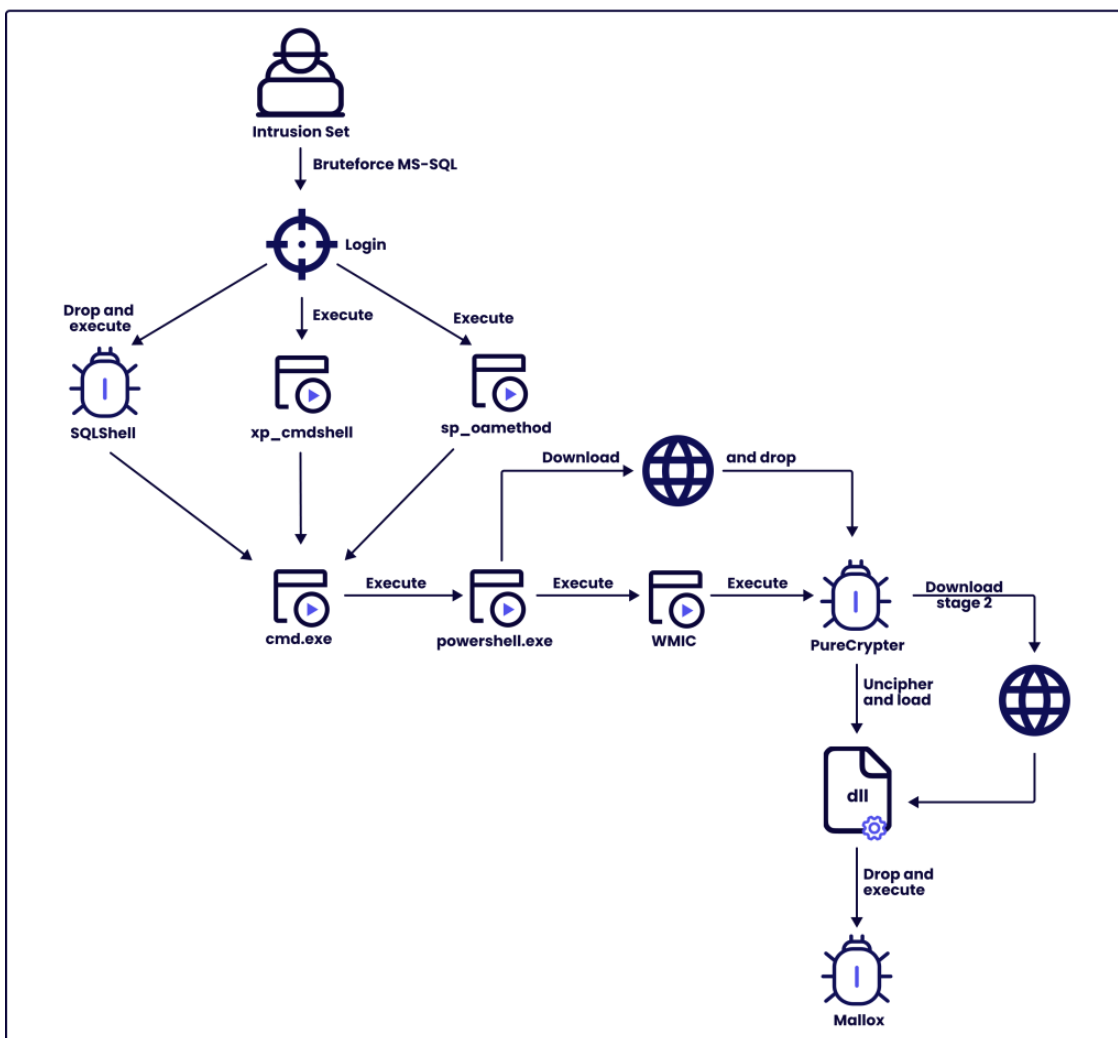 Intrusion Set
Bruteforce MS-SQL
Login
Drop and
execute
Execute
Execute
SQLShell
xp_cmdshell
sp_oamethod
Download
and drop
Execute
Execute
Execute
Download
stage 2
cmd.exe
powershell.exe
WMIC
PureCrypter
Uncipher
and load
dll
Drop and
execute
Mallox